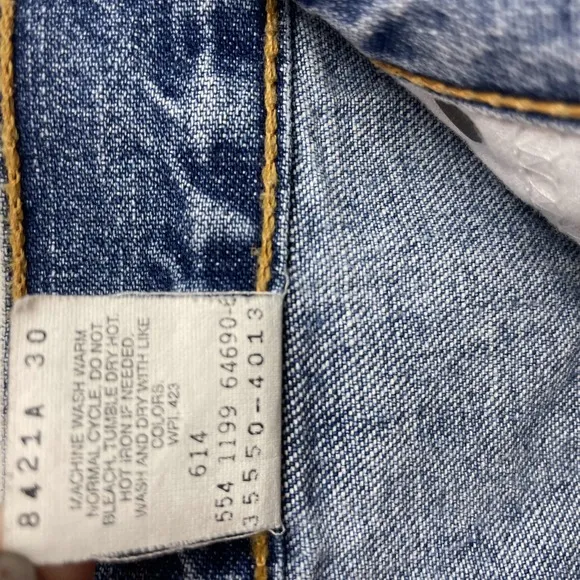 8421A 30
MACHINE WASH WARM
NORMAL CYCLE. DO NOT
BLEACH, TUMBLE DRY HOT.
HOT IRON IF NEEDED.
WASH AND DRY WITH LIKE
COLORS.
WPL 423
614
554 1199 64690-6
35550-4013